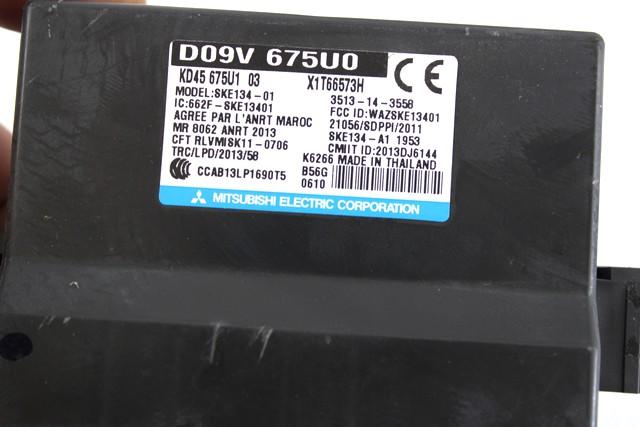 D09V 675U0
KD45 675U1 03 X1T66573H
MODEL:SKE134-01 3513-14-3558
IC:662F-SKE13401 FCC ID:WAZSKE13401
AGREE PAR L'ANRT MAROC 21056/SDPPI/2011
MR 8062 ANRT 2013 SKE134-A1 1953
CFT RLVMISK11-0706 CMIIT ID:2013DJ6144
TRC/LPD/2013/58 K6266 MADE IN THAILAND
CCC CCAB13LP1690T5 B56G
0610
MITSUBISHI ELECTRIC CORPORATION
CE